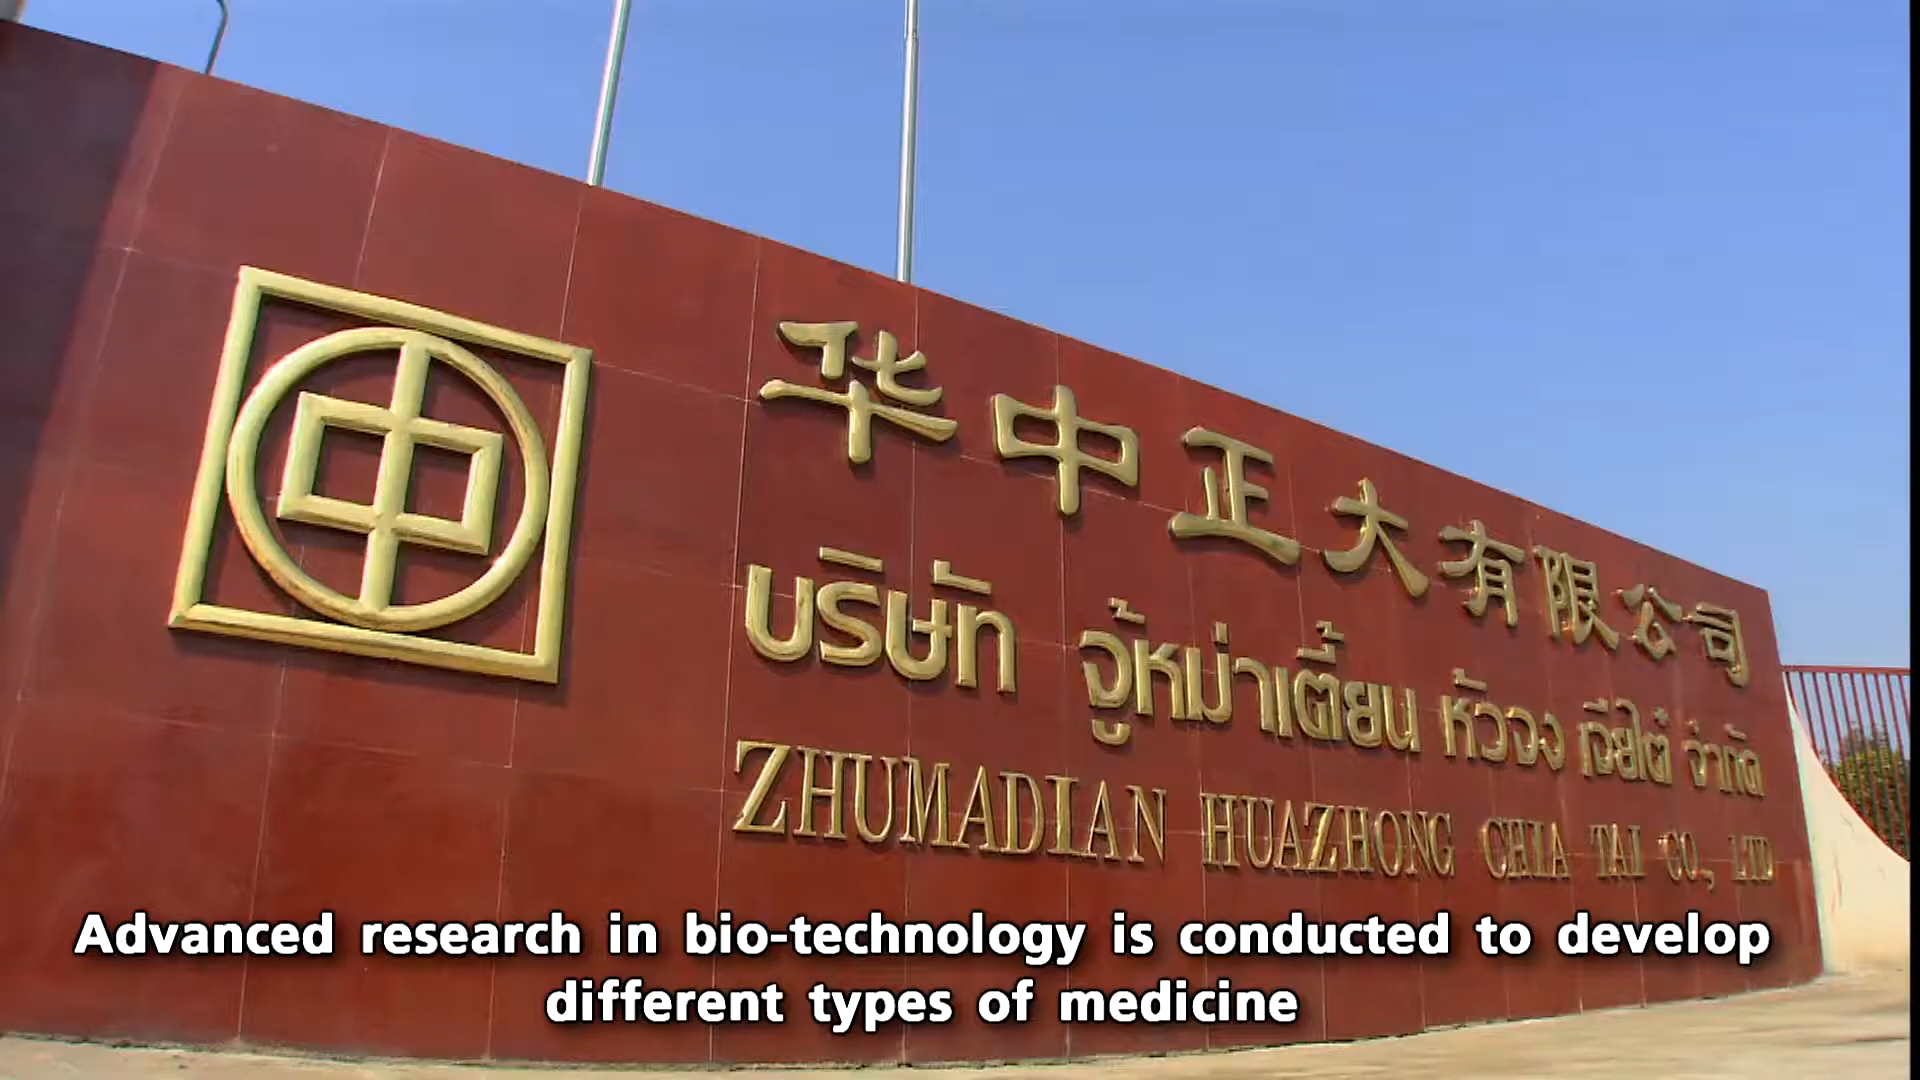 中
华中正大有限公司
บริษัท จู้หม่าเตี้ยน หัวจง เจียไต๋ จำกัด
ZHUMADIAN HUAZHONG CHIA TAI CO., LTD
Advanced research in bio-technology is conducted to develop
different types of medicine